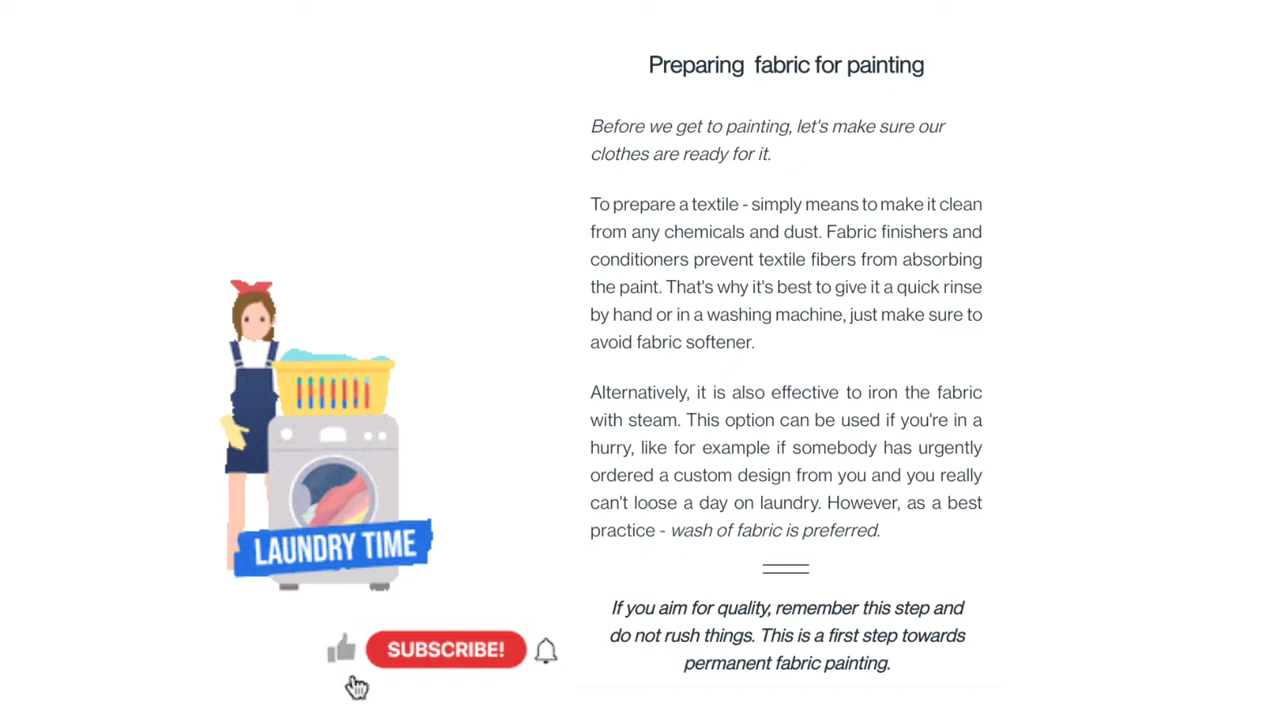 Preparing fabric for painting
Before we get to painting, let's make sure our
clothes are ready for it.
To prepare a textile - simply means to make it clean
from any chemicals and dust. Fabric finishers and
conditioners prevent textile fibers from absorbing
the paint. That's why it's best to give it a quick rinse
by hand or in a washing machine, just make sure to
avoid fabric softener.
Alternatively, it is also effective to iron the fabric
with steam. This option can be used if you're in a
hurry, like for example if somebody has urgently
ordered a custom design from you and you really
can't loose a day on laundry. However, as a best
practice - wash of fabric is preferred.
If you aim for quality, remember this step and
do not rush things. This is a first step towards
permanent fabric painting.
LAUNDRY TIME
SUBSCRIBE!